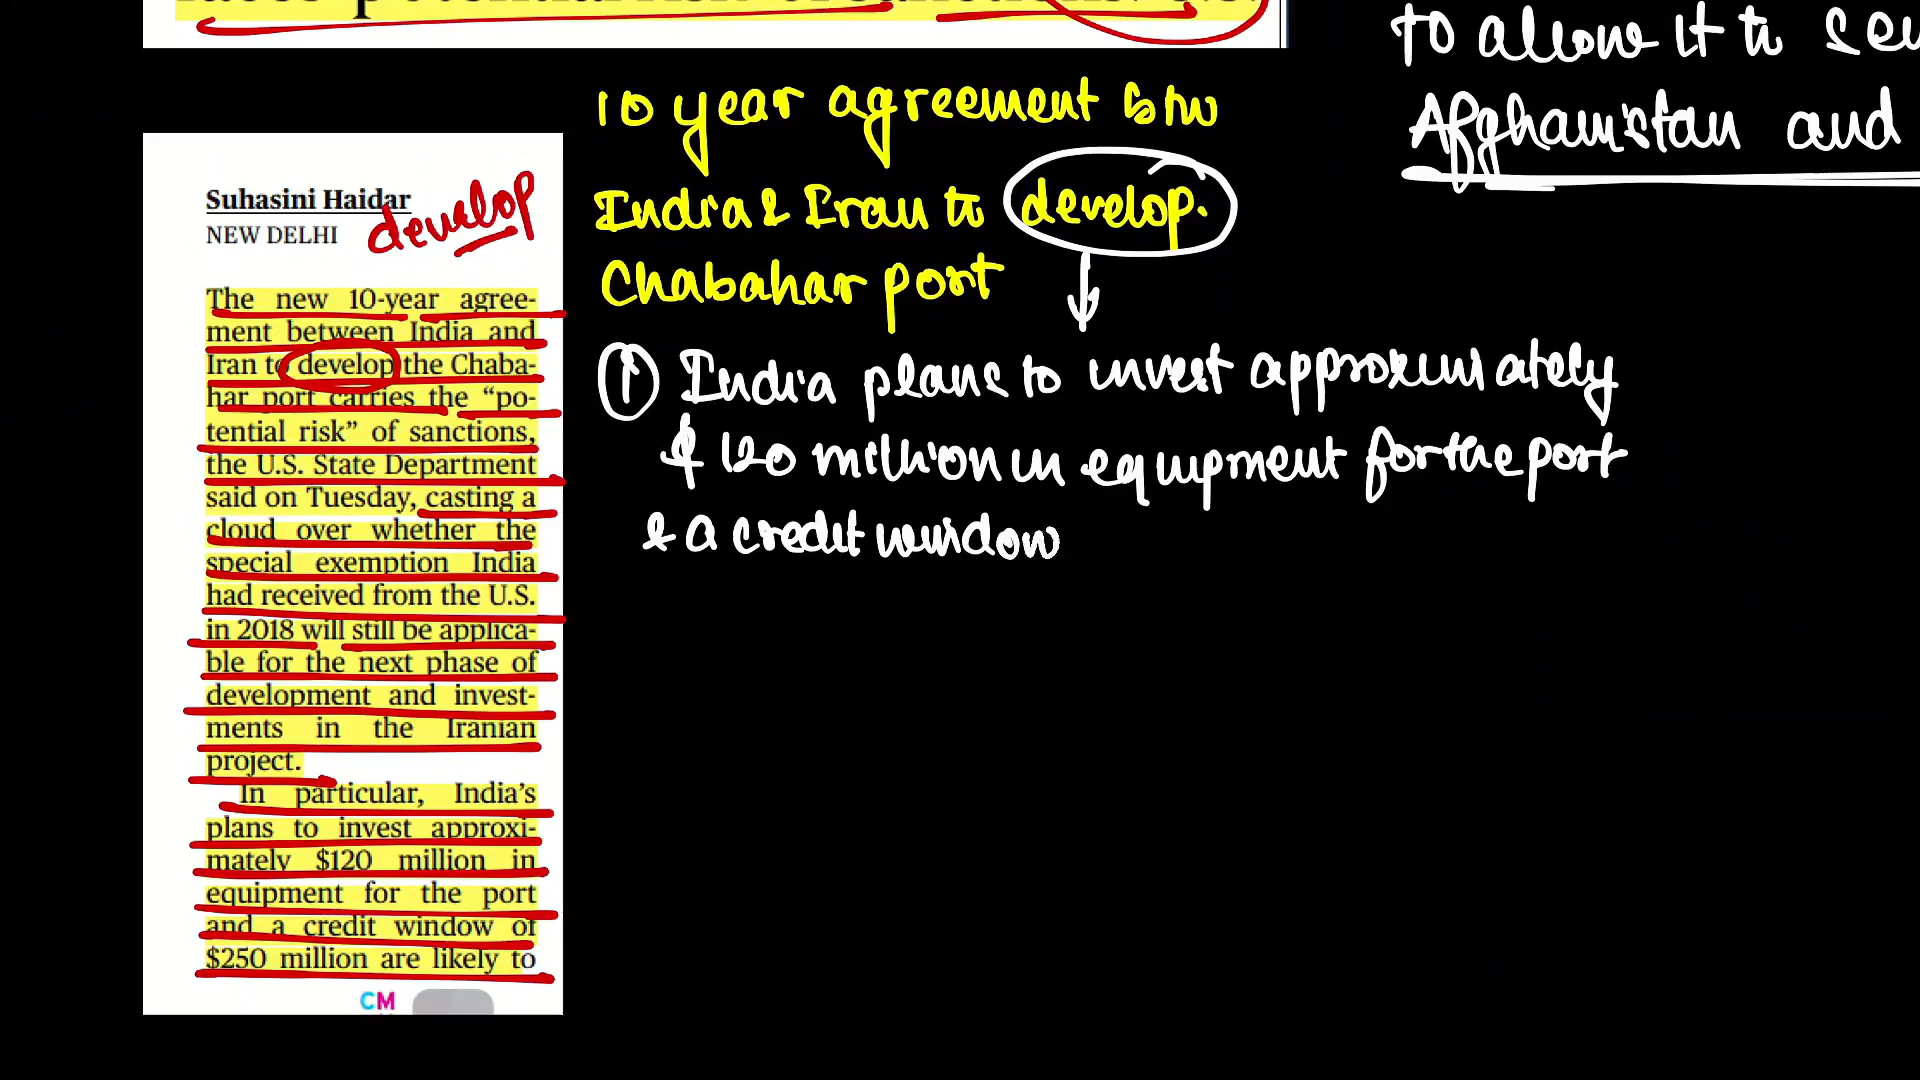 to allow it to
Afghanistan and
10 year agreement b/w
India & Iran to develop.
Chabahar port
① India plans to invest approximately
$ 120 million in equipment for the port
& a credit window
Suhasini Haidar
NEW DELHI
develop
The new 10-year agree-
ment between India and
Iran to develop the Chaba-
har port carries the “po-
tential risk” of sanctions,
the U.S. State Department
said on Tuesday, casting a
cloud over whether the
special exemption India
had received from the U.S.
in 2018 will still be applica-
ble for the next phase of
development and invest-
ments in the Iranian
project.
In particular, India’s
plans to invest approxi-
mately $120 million in
equipment for the port
and a credit window of
$250 million are likely to
CM